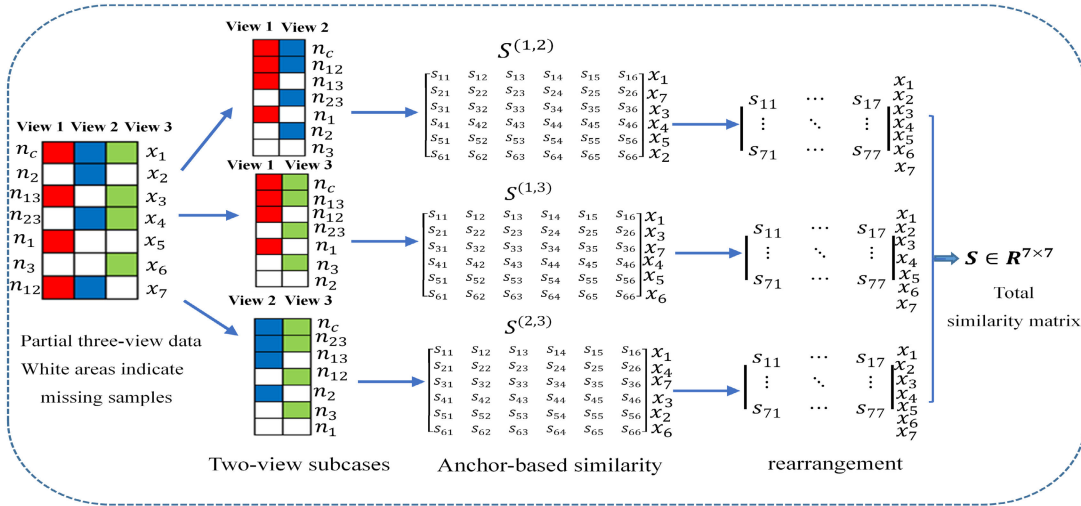 View 1 View 2 View 3
n_c x_1
n_2 x_2
n_13 x_3
n_23 x_4
n_1 x_5
n_3 x_6
n_12 x_7
Partial three-view data
White areas indicate
missing samples
View 1 View 2
n_c
n_12
n_13
n_23
n_1
n_2
n_3
View 1 View 3
n_c
n_13
n_12
n_23
n_1
n_3
n_2
View 2 View 3
n_c
n_23
n_13
n_12
n_2
n_3
n_1
Two-view subcases
S^(1,2)
s_11 s_12 s_13 s_14 s_15 s_16 x_1
s_21 s_22 s_23 s_24 s_25 s_26 x_7
s_31 s_32 s_33 s_34 s_35 s_36 x_3
s_41 s_42 s_43 s_44 s_45 s_46 x_4
s_51 s_52 s_53 s_54 s_55 s_56 x_5
s_61 s_62 s_63 s_64 s_65 s_66 x_2
S^(1,3)
s_11 s_12 s_13 s_14 s_15 s_16 x_1
s_21 s_22 s_23 s_24 s_25 s_26 x_3
s_31 s_32 s_33 s_34 s_35 s_36 x_7
s_41 s_42 s_43 s_44 s_45 s_46 x_4
s_51 s_52 s_53 s_54 s_55 s_56 x_5
s_61 s_62 s_63 s_64 s_65 s_66 x_6
S^(2,3)
s_11 s_12 s_13 s_14 s_15 s_16 x_1
s_21 s_22 s_23 s_24 s_25 s_26 x_4
s_31 s_32 s_33 s_34 s_35 s_36 x_7
s_41 s_42 s_43 s_44 s_45 s_46 x_3
s_51 s_52 s_53 s_54 s_55 s_56 x_2
s_61 s_62 s_63 s_64 s_65 s_66 x_6
Anchor-based similarity
s_11 ⋯ s_17
⋮ ⋱ ⋮
s_71 ⋯ s_77
x_1
x_2
x_3
x_4
x_5
x_6
x_7
s_11 ⋯ s_17
⋮ ⋱ ⋮
s_71 ⋯ s_77
x_1
x_2
x_3
x_4
x_5
x_6
x_7
s_11 ⋯ s_17
⋮ ⋱ ⋮
s_71 ⋯ s_77
x_1
x_2
x_3
x_4
x_5
x_6
x_7
rearrangement
S ∈ R^7×7
Total
similarity matrix